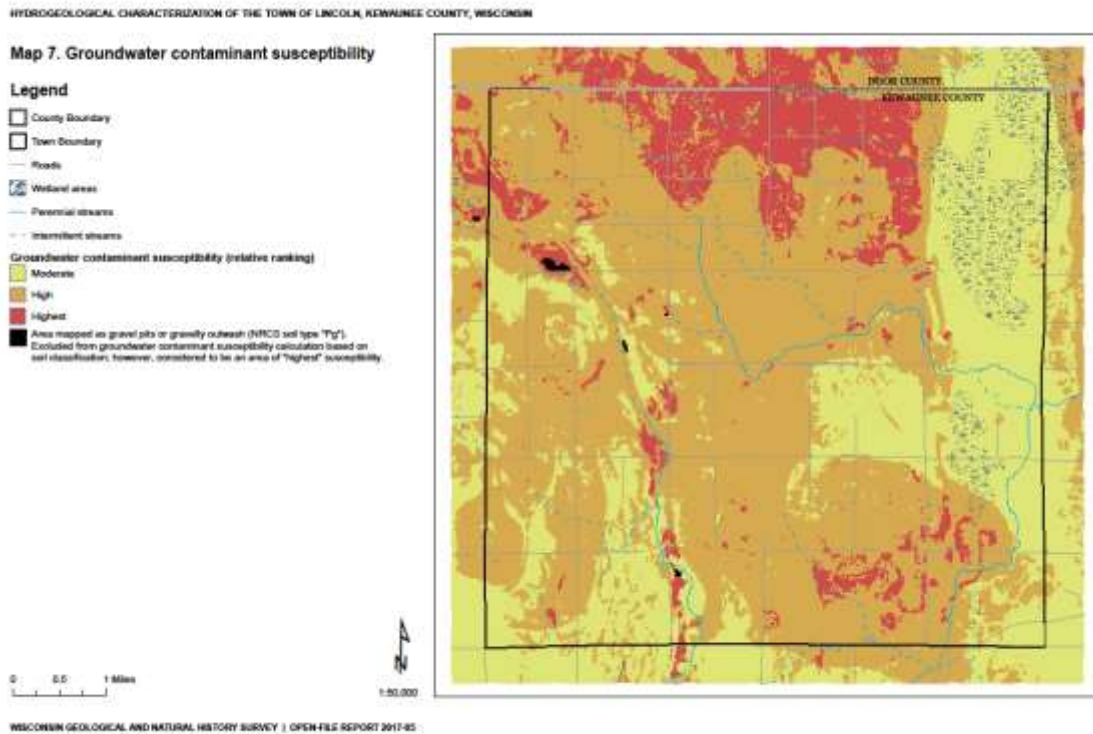 HYDROGEOLOGICAL CHARACTERIZATION OF THE TOWN OF LINCOLN, KEWAUNEE COUNTY, WISCONSIN
Map 7. Groundwater contaminant susceptibility
Legend
County Boundary
Town Boundary
Roads
Wetland areas
Perennial streams
Intermittent streams
Groundwater contaminant susceptibility (relative ranking)
Moderate
High
Highest
Area mapped as gravel pits or gravelly outwash (NRCS soil type "Pg").
Excluded from groundwater contaminant susceptibility calculation based on
soil classification; however, considered to be an area of "highest" susceptibility.
DOOR COUNTY
KEWAUNEE COUNTY
N
0 0.5 1 Miles
1:50,000
WISCONSIN GEOLOGICAL AND NATURAL HISTORY SURVEY | OPEN-FILE REPORT 2017-05